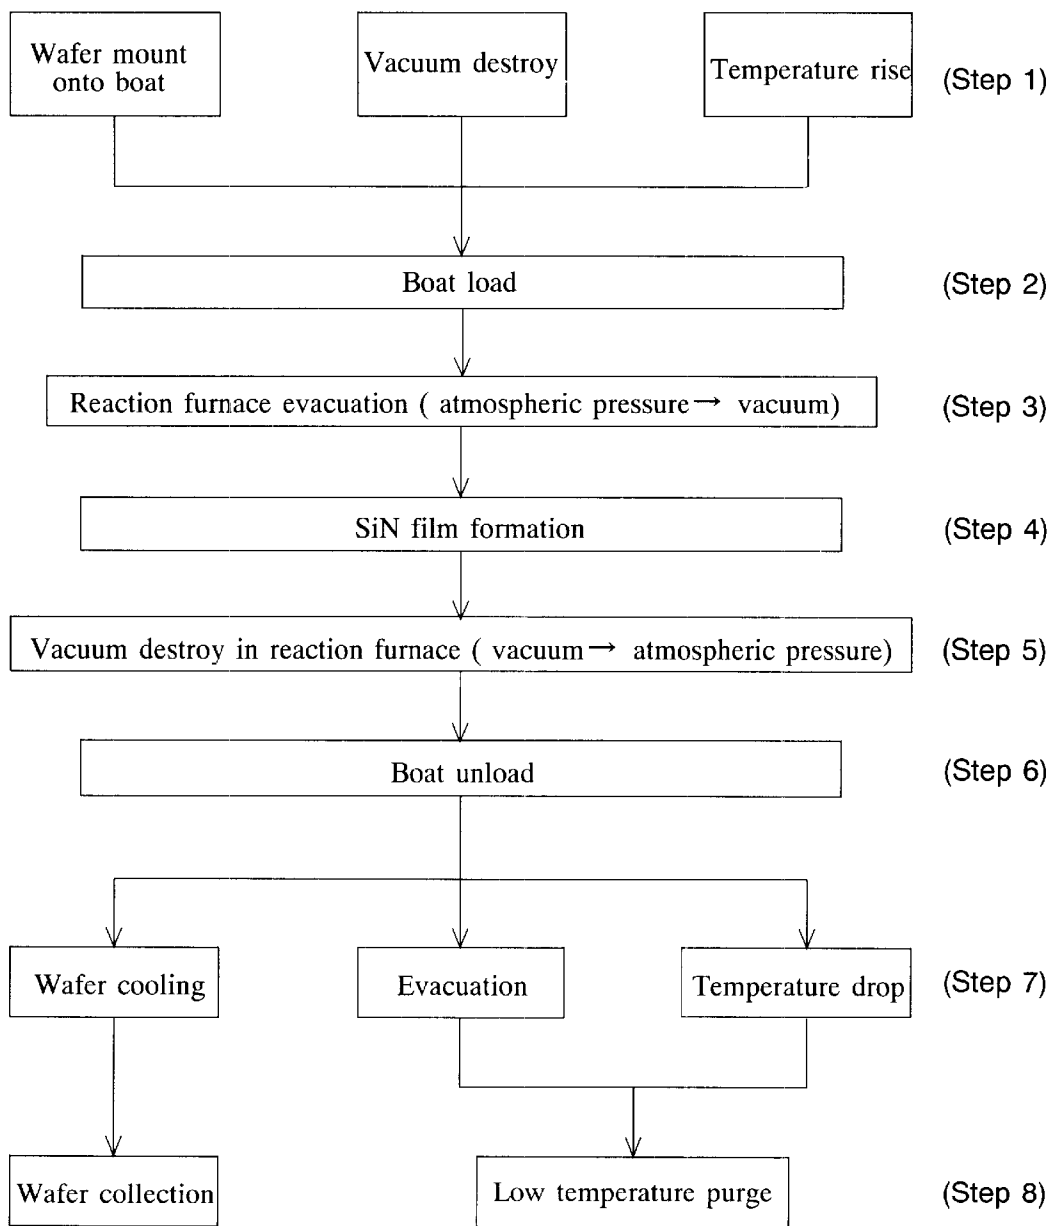 Wafer mount
onto boat
Vacuum destroy
Temperature rise
(Step 1)
Boat load
(Step 2)
Reaction furnace evacuation ( atmospheric pressure→ vacuum)
(Step 3)
SiN film formation
(Step 4)
Vacuum destroy in reaction furnace ( vacuum→ atmospheric pressure)
(Step 5)
Boat unload
(Step 6)
Wafer cooling
Evacuation
Temperature drop
(Step 7)
Wafer collection
Low temperature purge
(Step 8)